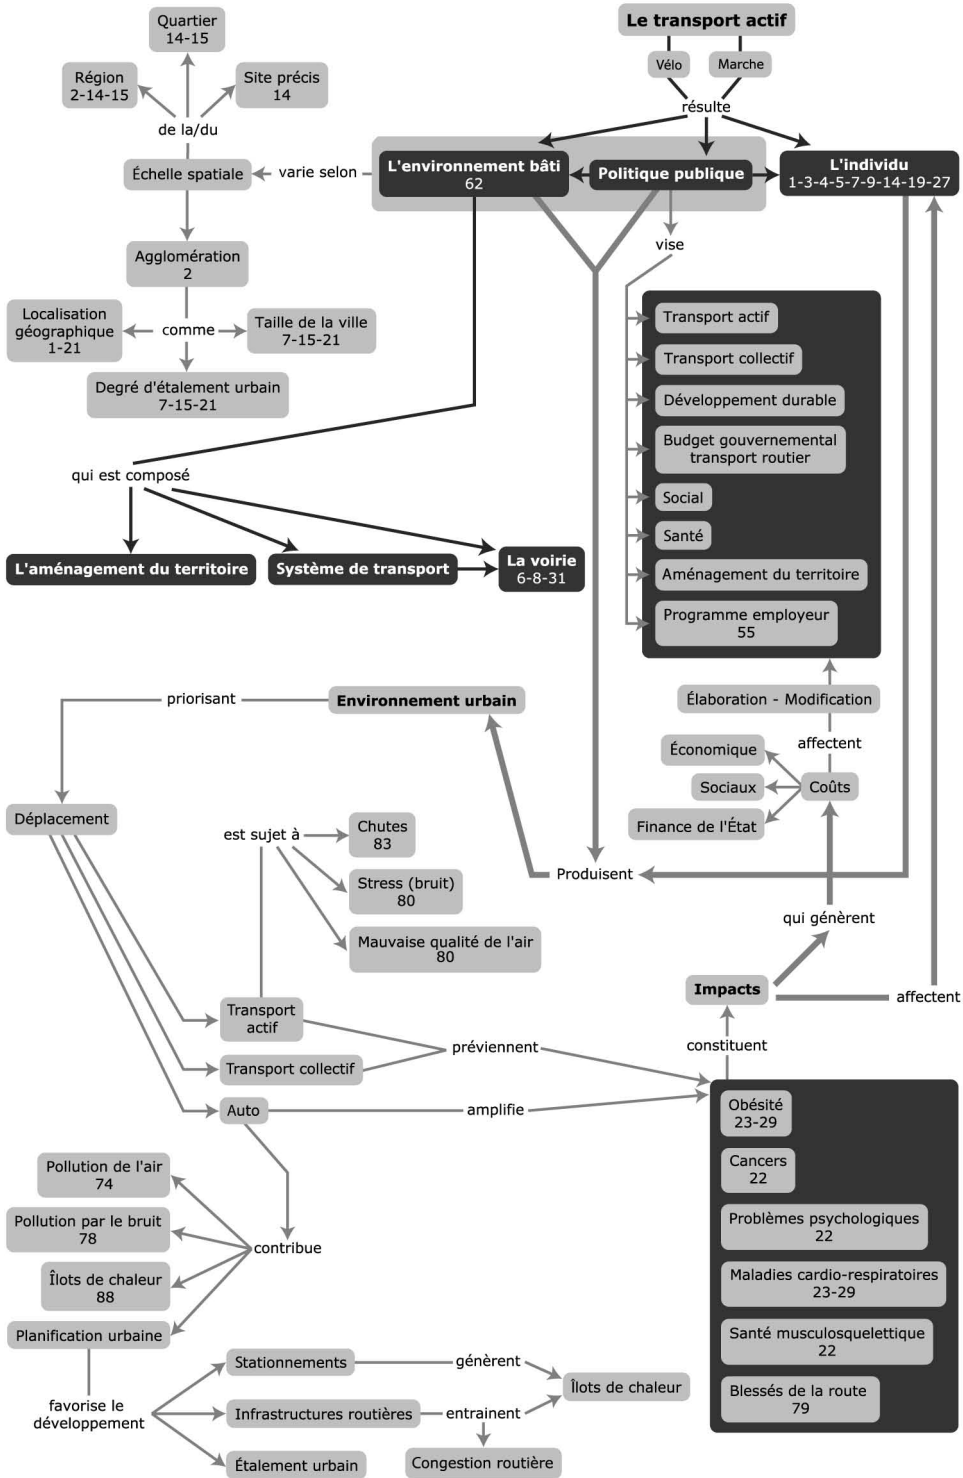 Le transport actif
Vélo
Marche
résulte
Quartier
14-15
Région
2-14-15
Site précis
14
de la/du
Échelle spatiale
varie selon
L'environnement bâti
62
Politique publique
L'individu
1-3-4-5-7-9-14-19-27
vise
Agglomération
2
Localisation
géographique
1-21
comme
Taille de la ville
7-15-21
Degré d'étalement urbain
7-15-21
Transport actif
Transport collectif
Développement durable
Budget gouvernemental
transport routier
Social
Santé
Aménagement du territoire
Programme employeur
55
qui est composé
L'aménagement du territoire
Système de transport
La voirie
6-8-31
Élaboration - Modification
affectent
Économique
Sociaux
Finance de l'État
Coûts
priorisant
Environnement urbain
Déplacement
est sujet à
Chutes
83
Stress (bruit)
80
Mauvaise qualité de l'air
80
Produisent
qui génèrent
Impacts
affectent
constituent
Transport
actif
Transport collectif
préviennent
Auto
amplifie
Obésité
23-29
Cancers
22
Problèmes psychologiques
22
Maladies cardio-respiratoires
23-29
Santé musculosquelettique
22
Blessés de la route
79
Pollution de l'air
74
Pollution par le bruit
78
Îlots de chaleur
88
Planification urbaine
contribue
favorise le
développement
Stationnements
génèrent
Îlots de chaleur
Infrastructures routières
entrainent
Étalement urbain
Congestion routière